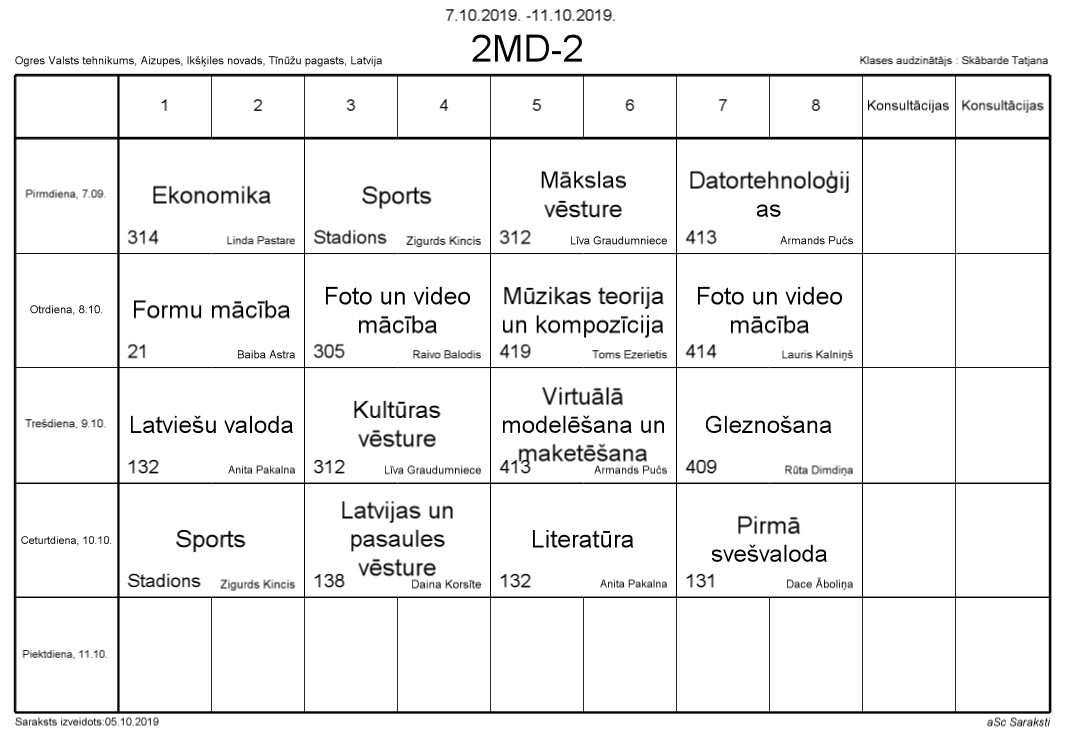 7.10.2019. -11.10.2019.
2MD-2
Ogres Valsts tehnikums, Aizupes, Ikšķiles novads, Tīnūžu pagasts, Latvija
Klases audzinātājs : Skābarde Tatjana
1 2 3 4 5 6 7 8 Konsultācijas Konsultācijas
Pirmdiena, 7.09.
Ekonomika
314 Linda Pastare
Sports
Stadions Zigurds Kincis
Mākslas
vēsture
312 Līva Graudumniece
Datortehnoloģij
as
413 Armands Pučs
Otrdiena, 8.10.
Formu mācība
21 Baiba Astra
Foto un video
mācība
305 Raivo Balodis
Mūzikas teorija
un kompozīcija
419 Toms Ezerietis
Foto un video
mācība
414 Lauris Kalniņš
Trešdiena, 9.10.
Latviešu valoda
132 Anita Pakalna
Kultūras
vēsture
312 Līva Graudumniece
Virtuālā
modelēšana un
maketēšana
413 Armands Pučs
Gleznošana
409 Rūta Dimdiņa
Ceturtdiena, 10.10.
Sports
Stadions Zigurds Kincis
Latvijas un
pasaules
vēsture
138 Daina Korsīte
Literatūra
132 Anita Pakalna
Pirmā
svešvaloda
131 Dace Āboliņa
Piektdiena, 11.10.
Saraksts izveidots:05.10.2019
aSc Saraksti